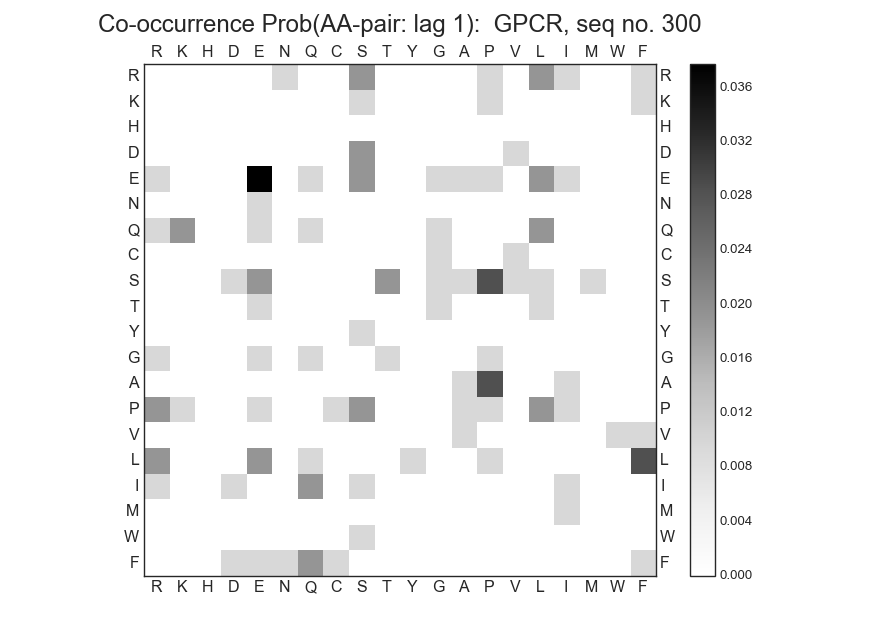 Co-occurrence Prob(AA-pair: lag 1):  GPCR, seq no. 300
R K H D E N Q C S T Y G A P V L I M W F
R R
K K
H H
D D
E E
N N
Q Q
C C
S S
T T
Y Y
G G
A A
P P
V V
L L
I I
M M
W W
F F
R K H D E N Q C S T Y G A P V L I M W F
0.036
0.032
0.028
0.024
0.020
0.016
0.012
0.008
0.004
0.000